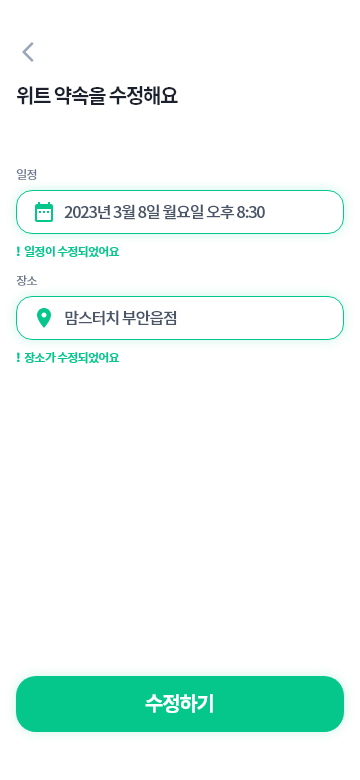 위트 약속을 수정해요
일정
2023년 3월 8일 월요일 오후 8:30
! 일정이 수정되었어요
장소
맘스터치 부안읍점
! 장소가 수정되었어요
수정하기